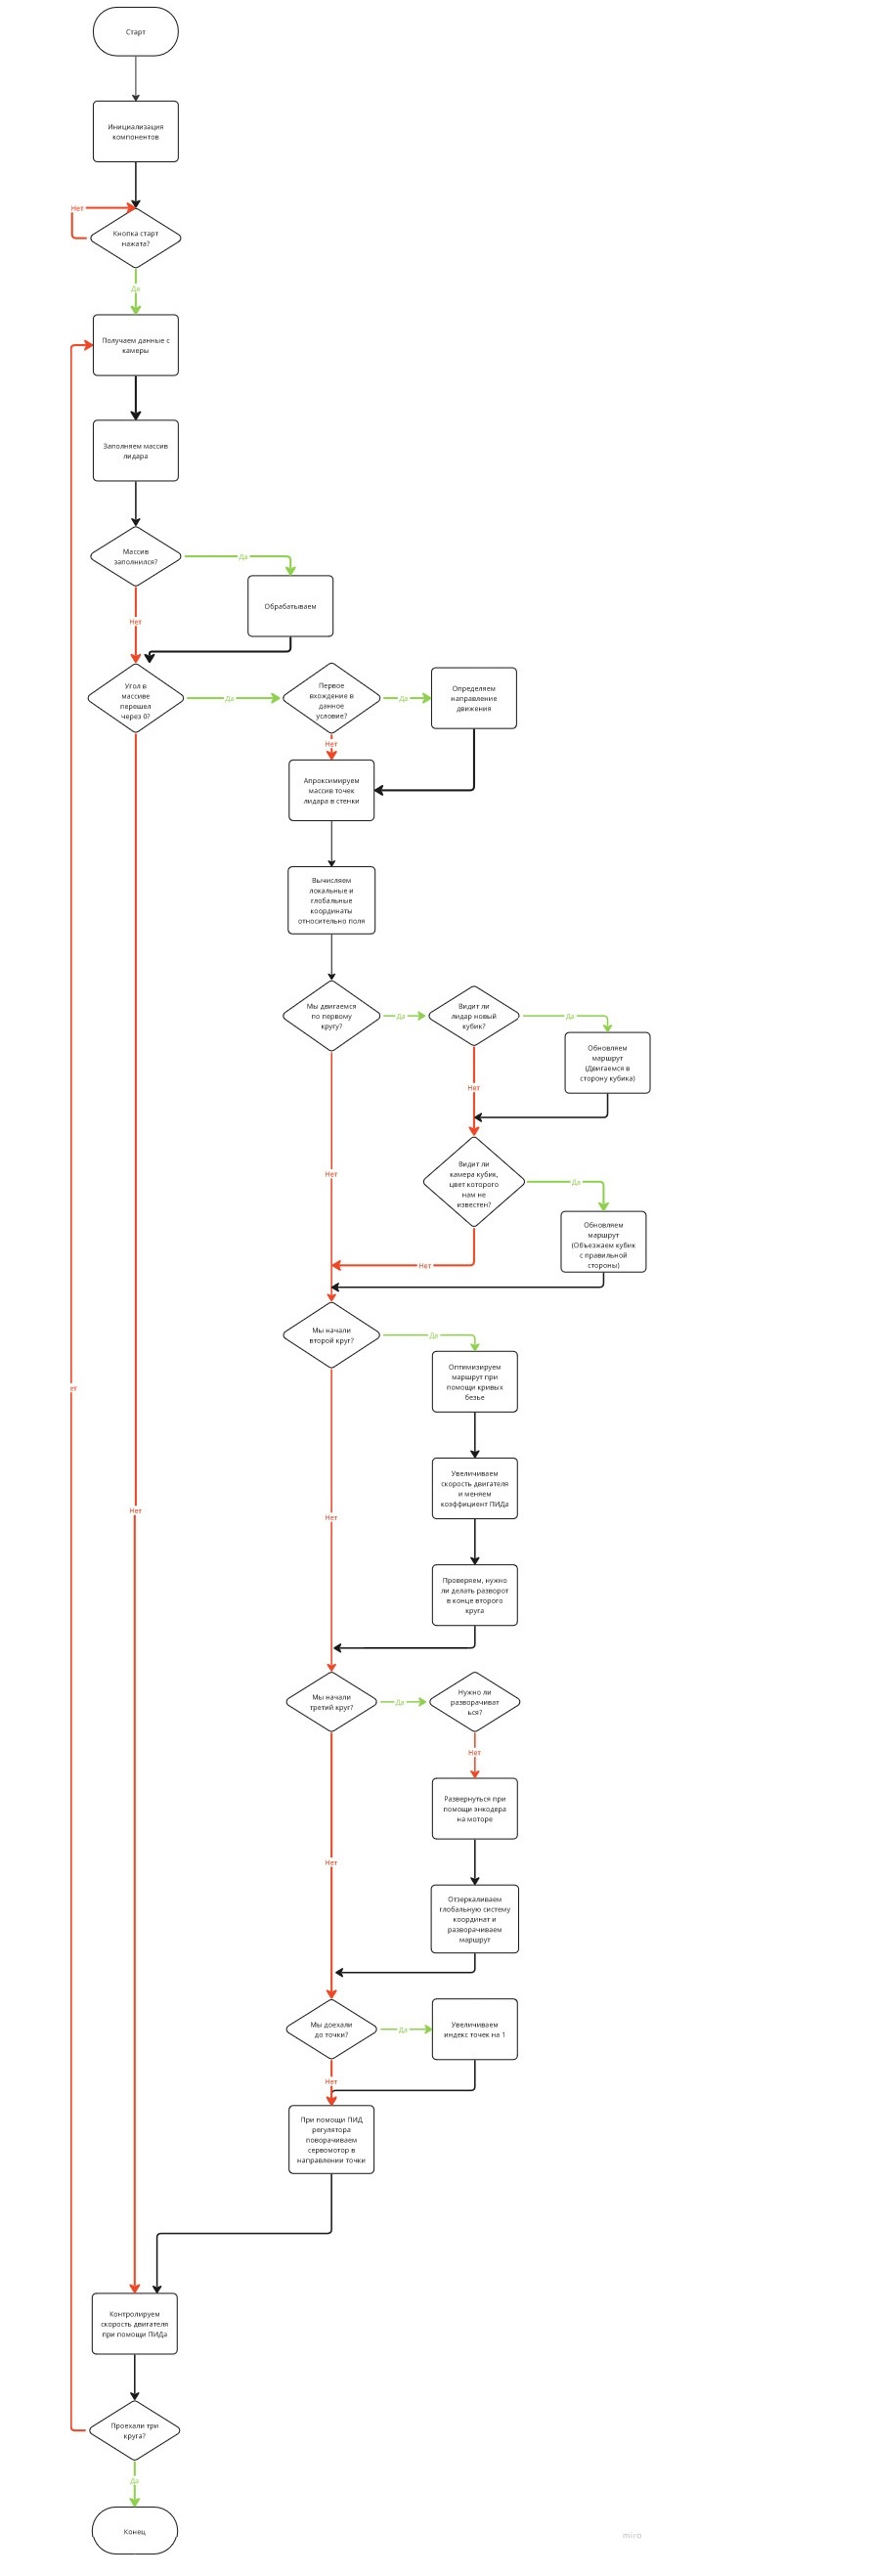 Старт
Инициализация
компонентов
Нет
Кнопка старт
нажата?
Да
Получаем данные с
камеры
Заполняем массив
лидара
Массив
заполнился?
Да
Нет
Обрабатываем
Угол в
массиве
перешел
через 0?
Да
Первое
вхождение в
данное
условие?
Да
Определяем
направление
движения
Нет
Апроксимируем
массив точек
лидара в стенки
Вычисляем
локальные и
глобальные
координаты
относительно поля
Мы двигаемся
по первому
кругу?
Да
Видит ли
лидар новый
кубик?
Да
Обновляем
маршрут
(Двигаемся в
сторону кубика)
Нет
Нет
Видит ли
камера кубик,
цвет которого
нам не
известен?
Да
Обновляем
маршрут
(Объезжаем кубик
с правильной
стороны)
Нет
Мы начали
второй круг?
Да
Оптимизируем
маршрут при
помощи кривых
безье
ет
Увеличиваем
скорость двигателя
и меняем
коэффициент ПИДа
Нет
Нет
Проверяем, нужно
ли делать разворот
в конце второго
круга
Мы начали
третий круг?
Да
Нужно ли
разворачиват
ься?
Нет
Развернуться при
помощи энкодера
на моторе
Нет
Отзеркаливаем
глобальную систему
координат и
разворачиваем
маршрут
Мы доехали
до точки?
Да
Увеличиваем
индекс точек на 1
Нет
При помощи ПИД
регулятора
поворачиваем
сервомотор в
направлении точки
Контролируем
скорость двигателя
при помощи ПИДа
Проехали три
круга?
Да
Конец
miro